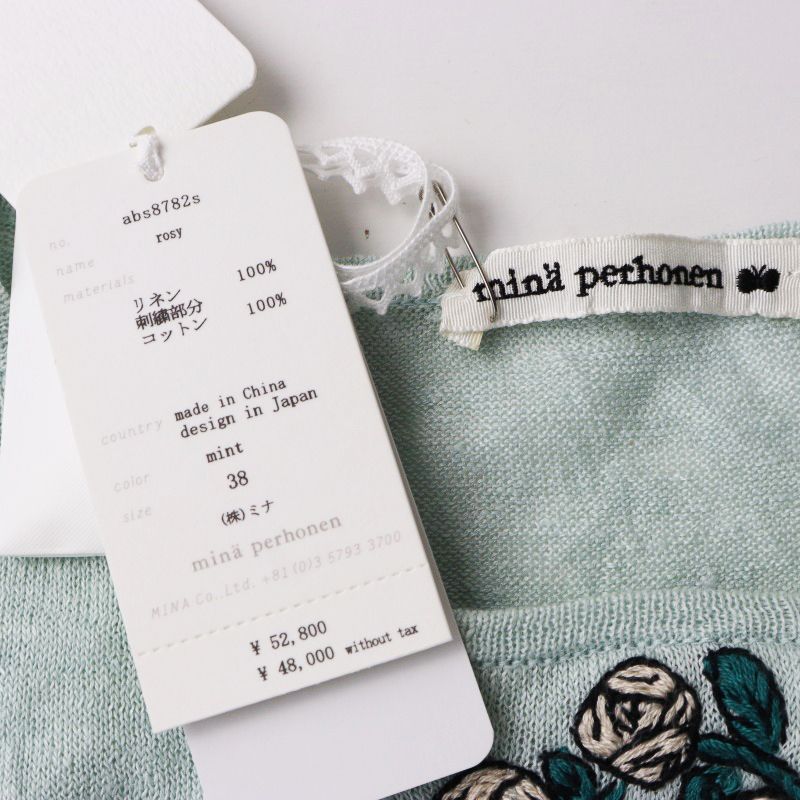 no.
abs8782s
name
rosy
materials
リネン 100%
刺繍部分
コットン 100%
country
made in China
design in Japan
color
mint
size
38
(株)ミナ
minä perhonen
MINA Co.,Ltd. +81(0)3 5793 3700
¥ 52,800
¥ 48,000 without tax
minä perhonen